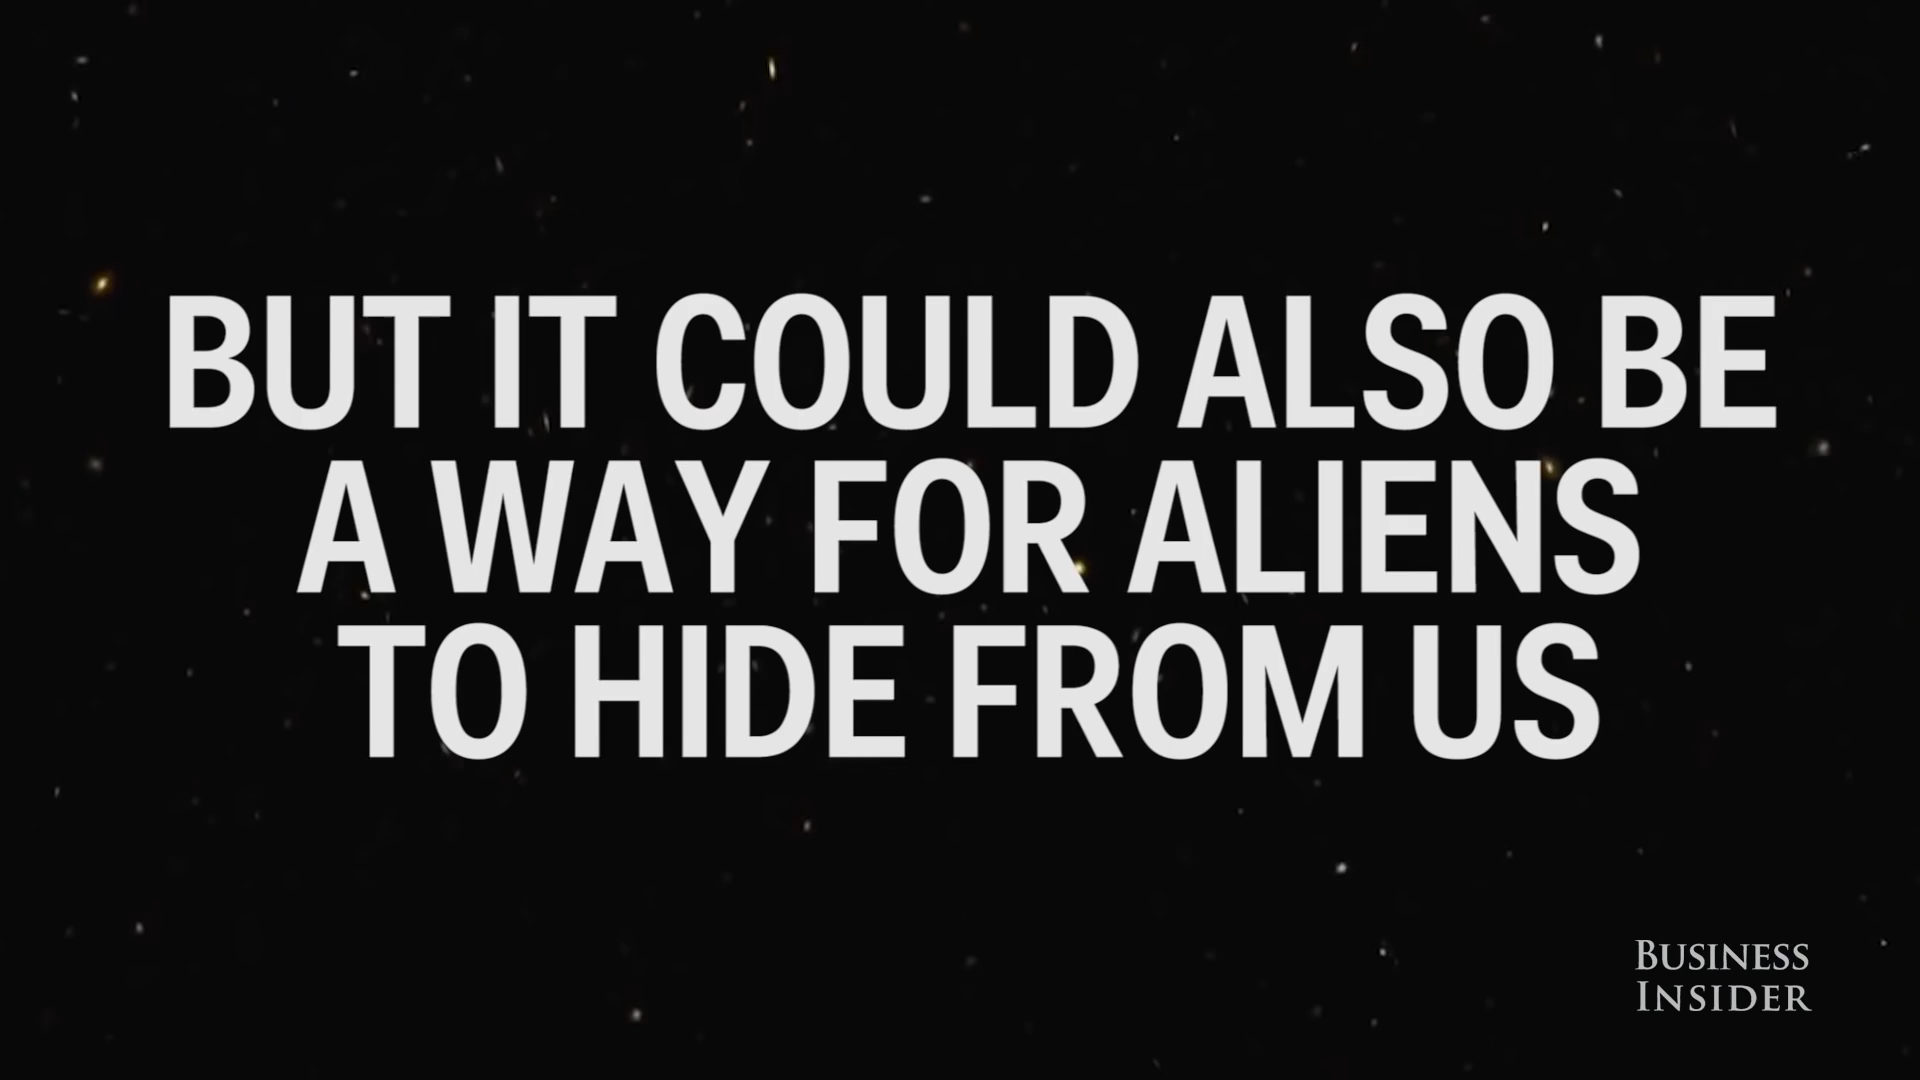 BUT IT COULD ALSO BE
A WAY FOR ALIENS
TO HIDE FROM US
BUSINESS
INSIDER